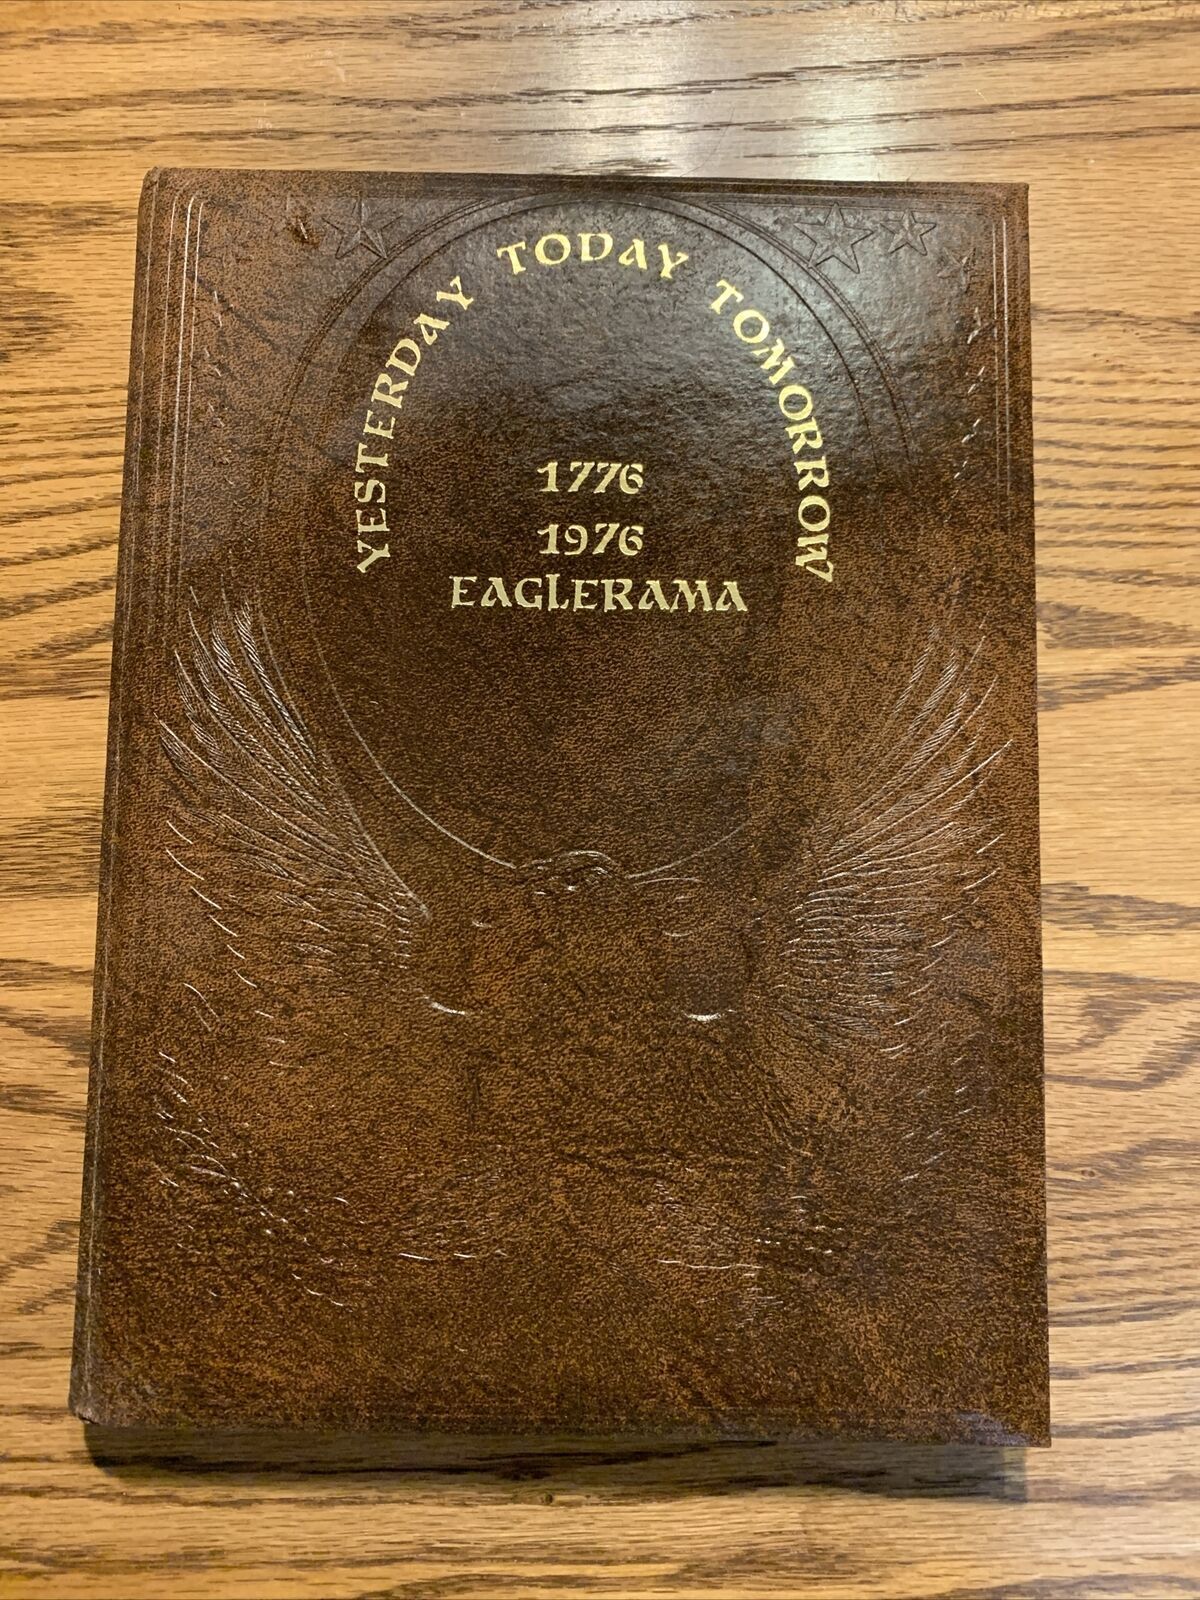 YESTERDAY TODAY TOMORROW
1776
1976
EAGLERAMA